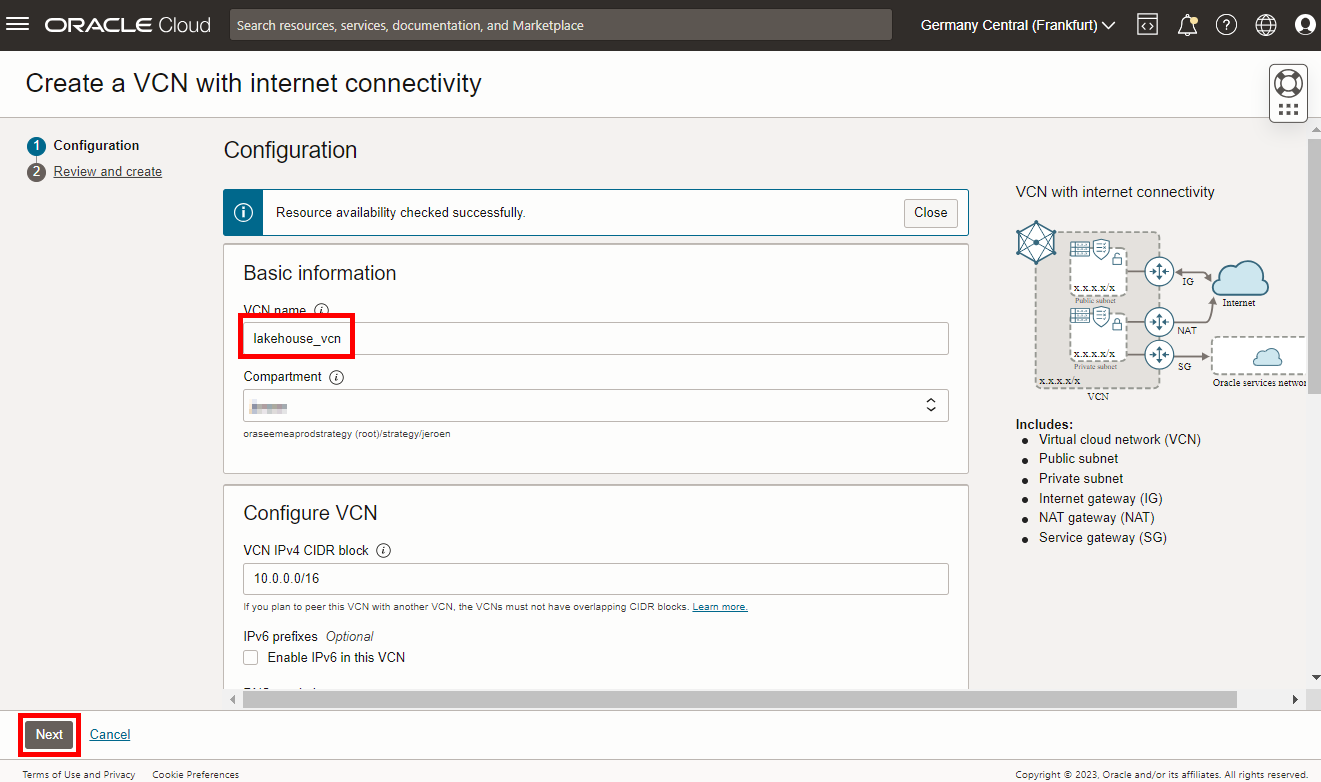 ORACLE Cloud
Search resources, services, documentation, and Marketplace
Germany Central (Frankfurt)
Create a VCN with internet connectivity
1 Configuration
2 Review and create
Configuration
Resource availability checked successfully.
Close
Basic information
VCN name
lakehouse_vcn
Compartment
oraseemeaprodstrategy (root)/strategy/jeroen
Configure VCN
VCN IPv4 CIDR block
10.0.0.0/16
If you plan to peer this VCN with another VCN, the VCNs must not have overlapping CIDR blocks. Learn more.
IPv6 prefixes Optional
Enable IPv6 in this VCN
VCN with internet connectivity
x.x.x.x/x
Public subnet
IG
Internet
NAT
x.x.x.x/x
Private subnet
SG
x.x.x.x/x
Oracle services
VCN
Includes:
Virtual cloud network (VCN)
Public subnet
Private subnet
Internet gateway (IG)
NAT gateway (NAT)
Service gateway (SG)
Next
Cancel
Terms of Use and Privacy
Cookie Preferences
Copyright © 2023, Oracle and/or its affiliates. All rights reserved.